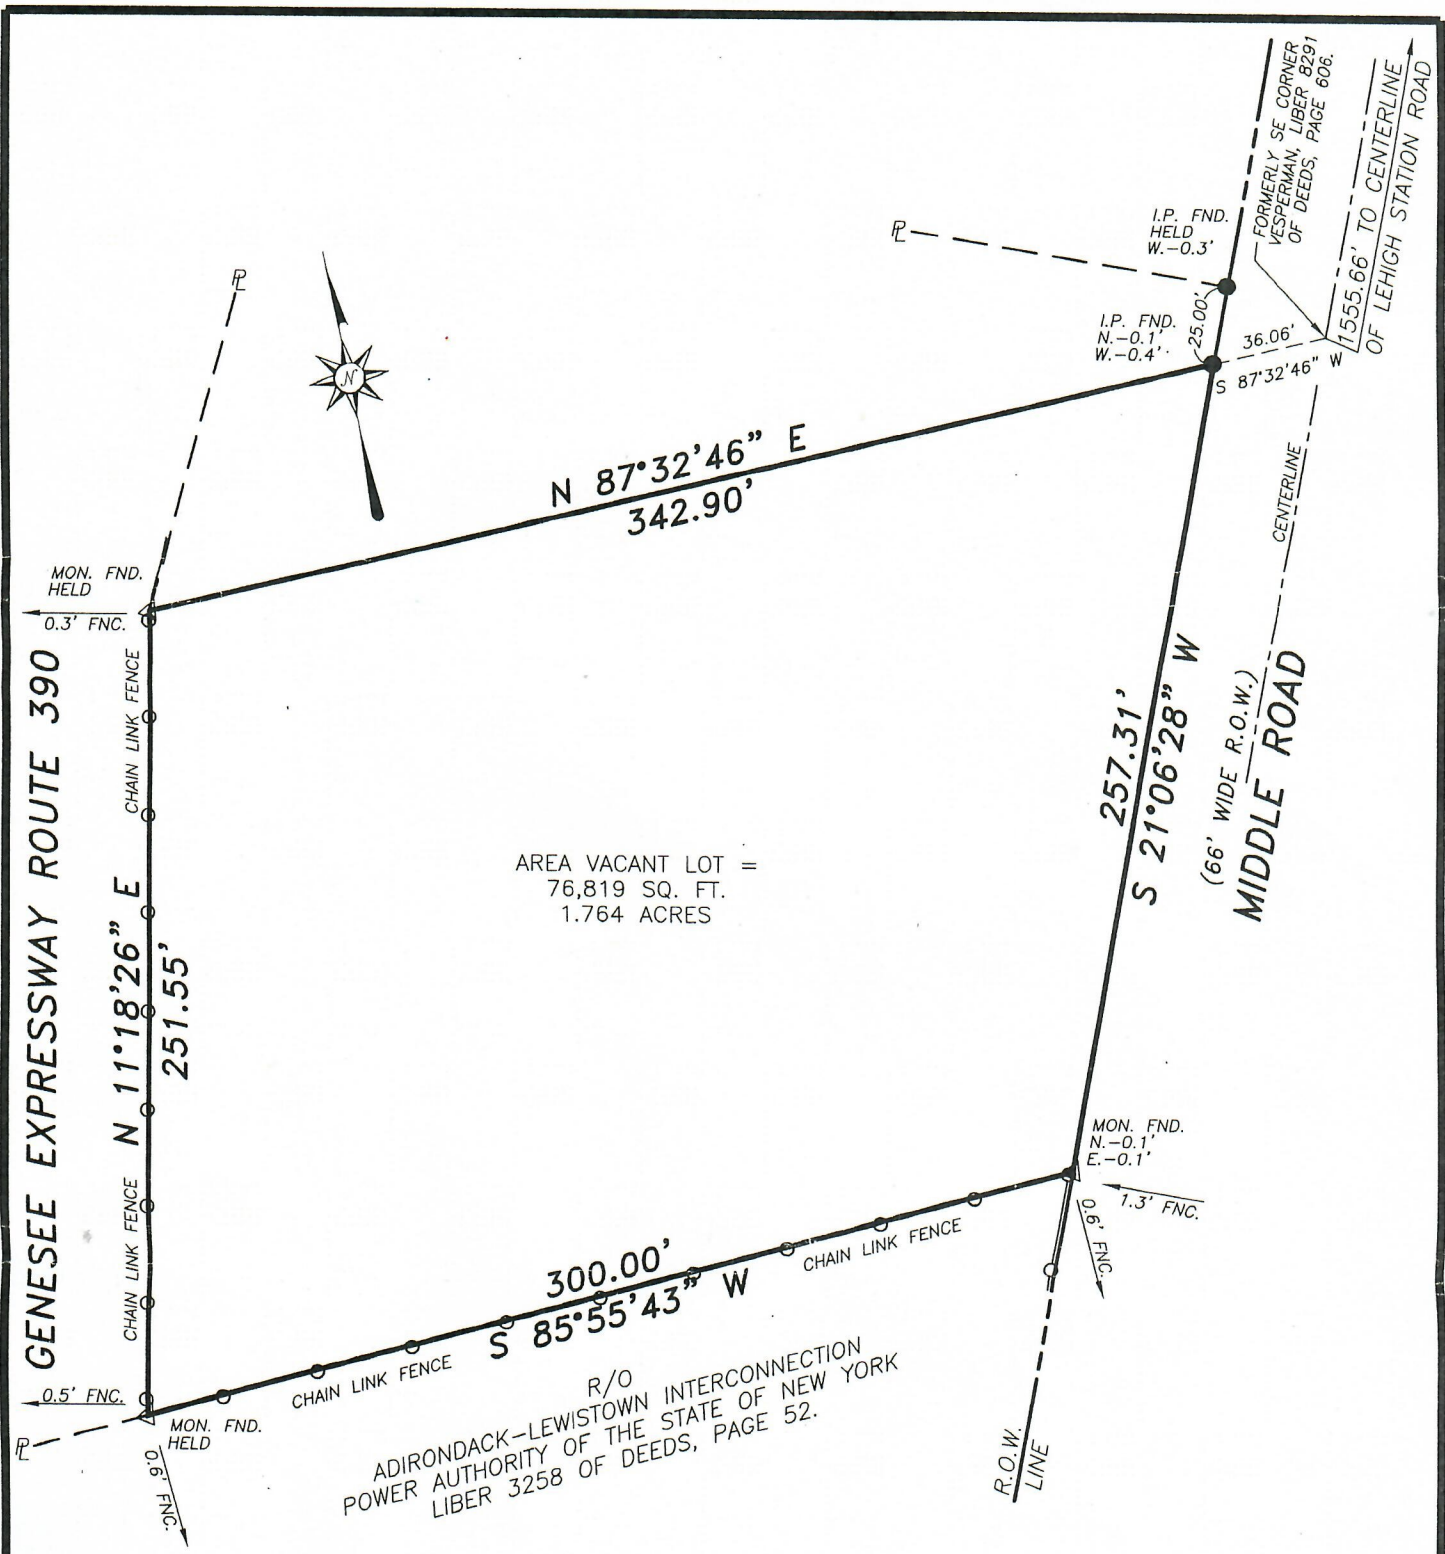 FORMERLY SE CORNER
VESPERMAN, LIBER 8291
OF DEEDS, PAGE 606.
1555.66' TO CENTERLINE
OF LEHIGH STATION ROAD
I.P. FND.
HELD
W.-0.3'
℄
℄
I.P. FND.
N.-0.1'
W.-0.4'
25.00'
36.06'
S 87°32'46" W
N
N 87°32'46" E
342.90'
CENTERLINE
MON. FND.
HELD
0.3' FNC.
CHAIN LINK FENCE
GENESEE EXPRESSWAY ROUTE 390
N 11°18'26" E
251.55'
257.31'
S 21°06'28" W
(66' WIDE R.O.W.)
MIDDLE ROAD
AREA VACANT LOT =
76,819 SQ. FT.
1.764 ACRES
MON. FND.
N.-0.1'
E.-0.1'
1.3' FNC.
0.6' FNC.
CHAIN LINK FENCE
CHAIN LINK FENCE
300.00'
S 85°55'43" W
CHAIN LINK FENCE
0.5' FNC.
MON. FND.
HELD
℄
0.6' FNC.
R/O
ADIRONDACK-LEWISTOWN INTERCONNECTION
POWER AUTHORITY OF THE STATE OF NEW YORK
LIBER 3258 OF DEEDS, PAGE 52.
R.O.W.
LINE